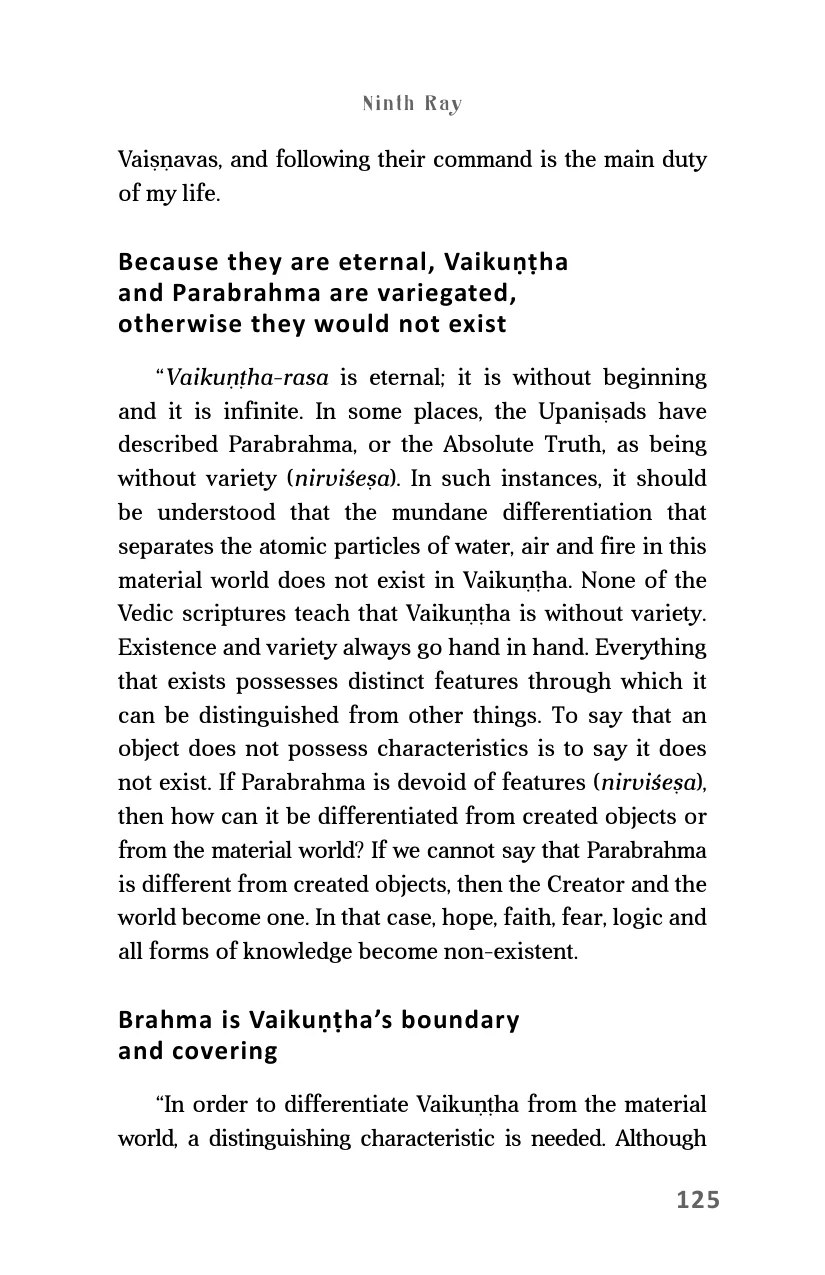 Ninth Ray
Vaiṣṇavas, and following their command is the main duty
of my life.
Because they are eternal, Vaikuṇṭha
and Parabrahma are variegated,
otherwise they would not exist
“Vaikuṇṭha-rasa is eternal; it is without beginning
and it is infinite. In some places, the Upaniṣads have
described Parabrahma, or the Absolute Truth, as being
without variety (nirviśeṣa). In such instances, it should
be understood that the mundane differentiation that
separates the atomic particles of water, air and fire in this
material world does not exist in Vaikuṇṭha. None of the
Vedic scriptures teach that Vaikuṇṭha is without variety.
Existence and variety always go hand in hand. Everything
that exists possesses distinct features through which it
can be distinguished from other things. To say that an
object does not possess characteristics is to say it does
not exist. If Parabrahma is devoid of features (nirviśeṣa),
then how can it be differentiated from created objects or
from the material world? If we cannot say that Parabrahma
is different from created objects, then the Creator and the
world become one. In that case, hope, faith, fear, logic and
all forms of knowledge become non-existent.
Brahma is Vaikuṇṭha’s boundary
and covering
“In order to differentiate Vaikuṇṭha from the material
world, a distinguishing characteristic is needed. Although
125